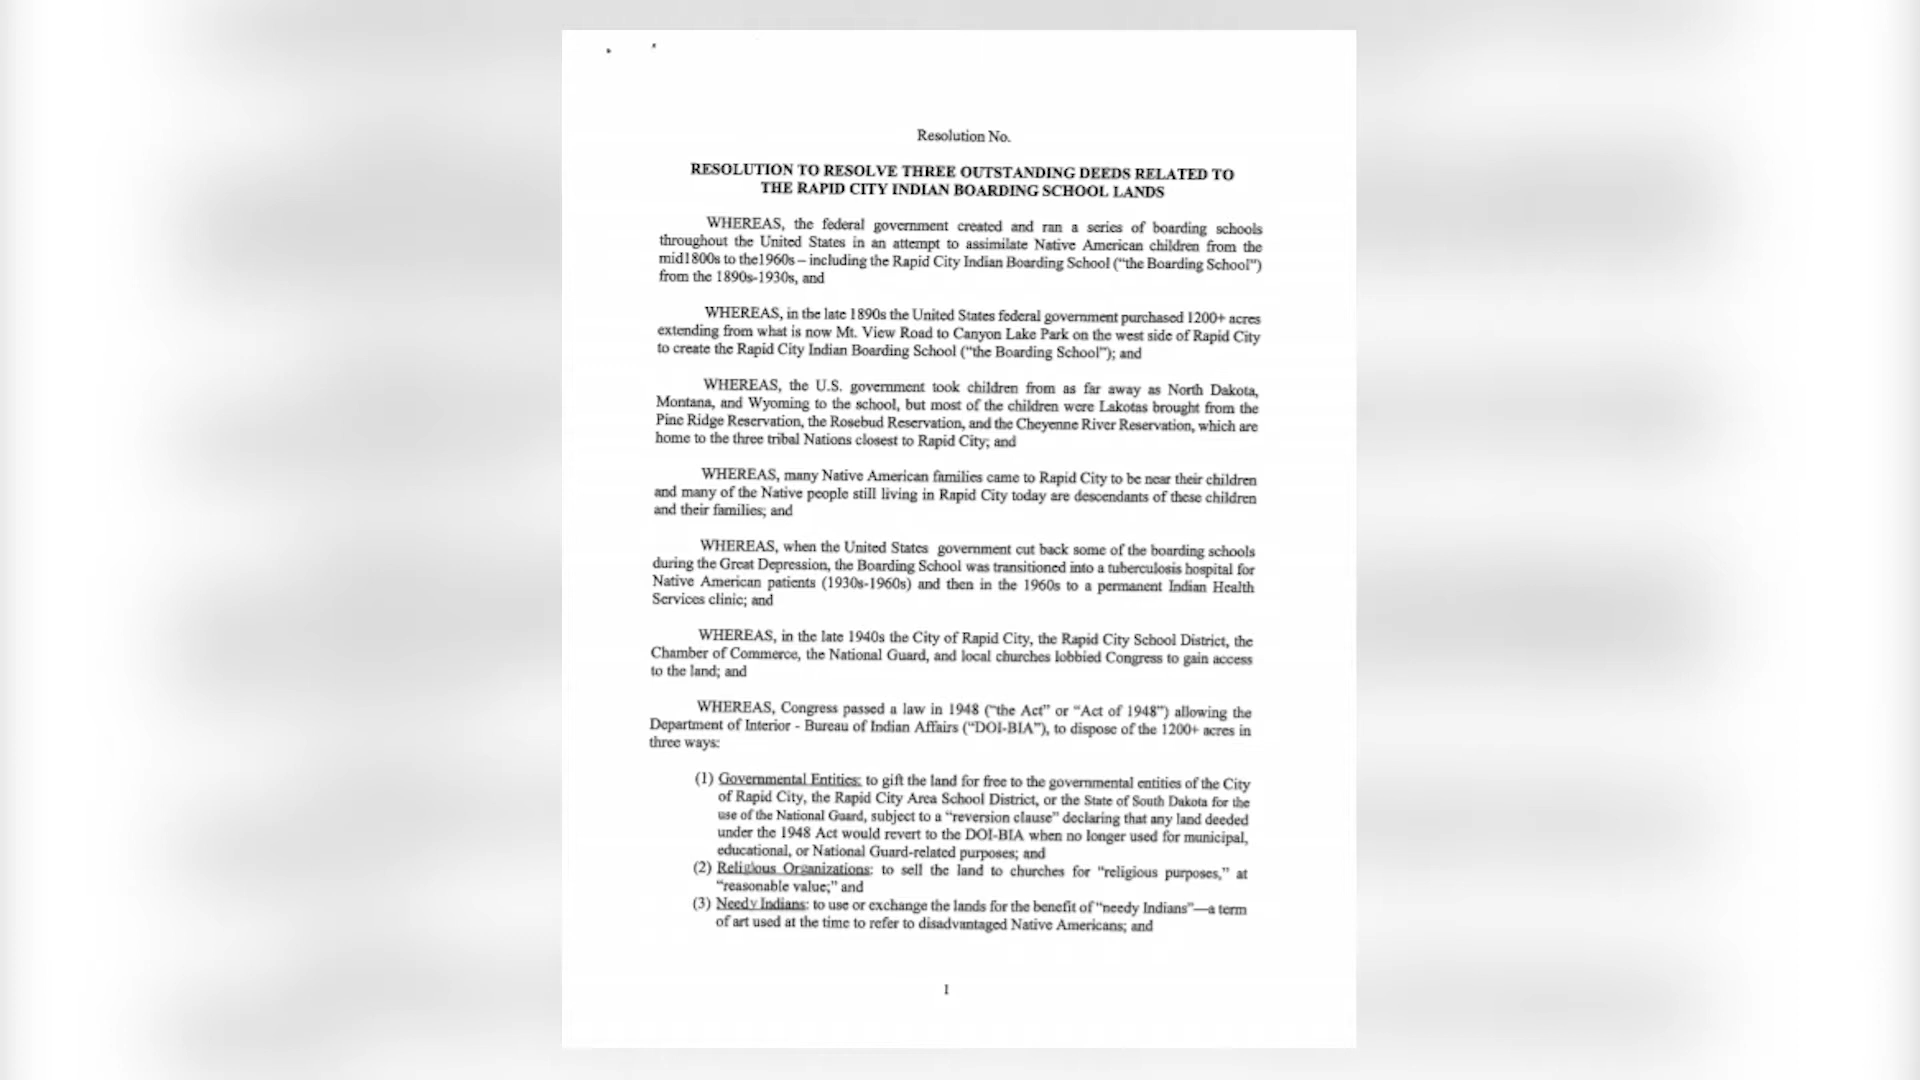 Resolution No.
RESOLUTION TO RESOLVE THREE OUTSTANDING DEEDS RELATED TO
THE RAPID CITY INDIAN BOARDING SCHOOL LANDS
WHEREAS, the federal government created and ran a series of boarding schools
throughout the United States in an attempt to assimilate Native American children from the
mid1800s to the1960s – including the Rapid City Indian Boarding School (“the Boarding School”)
from the 1890s-1930s, and
WHEREAS, in the late 1890s the United States federal government purchased 1200+ acres
extending from what is now Mt. View Road to Canyon Lake Park on the west side of Rapid City
to create the Rapid City Indian Boarding School (“the Boarding School”); and
WHEREAS, the U.S. government took children from as far away as North Dakota,
Montana, and Wyoming to the school, but most of the children were Lakotas brought from the
Pine Ridge Reservation, the Rosebud Reservation, and the Cheyenne River Reservation, which are
home to the three tribal Nations closest to Rapid City; and
WHEREAS, many Native American families came to Rapid City to be near their children
and many of the Native people still living in Rapid City today are descendants of these children
and their families; and
WHEREAS, when the United States government cut back some of the boarding schools
during the Great Depression, the Boarding School was transitioned into a tuberculosis hospital for
Native American patients (1930s-1960s) and then in the 1960s to a permanent Indian Health
Services clinic; and
WHEREAS, in the late 1940s the City of Rapid City, the Rapid City School District, the
Chamber of Commerce, the National Guard, and local churches lobbied Congress to gain access
to the land; and
WHEREAS, Congress passed a law in 1948 (“the Act” or “Act of 1948”) allowing the
Department of Interior - Bureau of Indian Affairs (“DOI-BIA”), to dispose of the 1200+ acres in
three ways:
(1) Governmental Entities: to gift the land for free to the governmental entities of the City
of Rapid City, the Rapid City Area School District, or the State of South Dakota for the
use of the National Guard, subject to a “reversion clause” declaring that any land deeded
under the 1948 Act would revert to the DOI-BIA when no longer used for municipal,
educational, or National Guard-related purposes; and
(2) Religious Organizations: to sell the land to churches for “religious purposes,” at
“reasonable value;” and
(3) Needy Indians: to use or exchange the lands for the benefit of “needy Indians”—a term
of art used at the time to refer to disadvantaged Native Americans; and
1